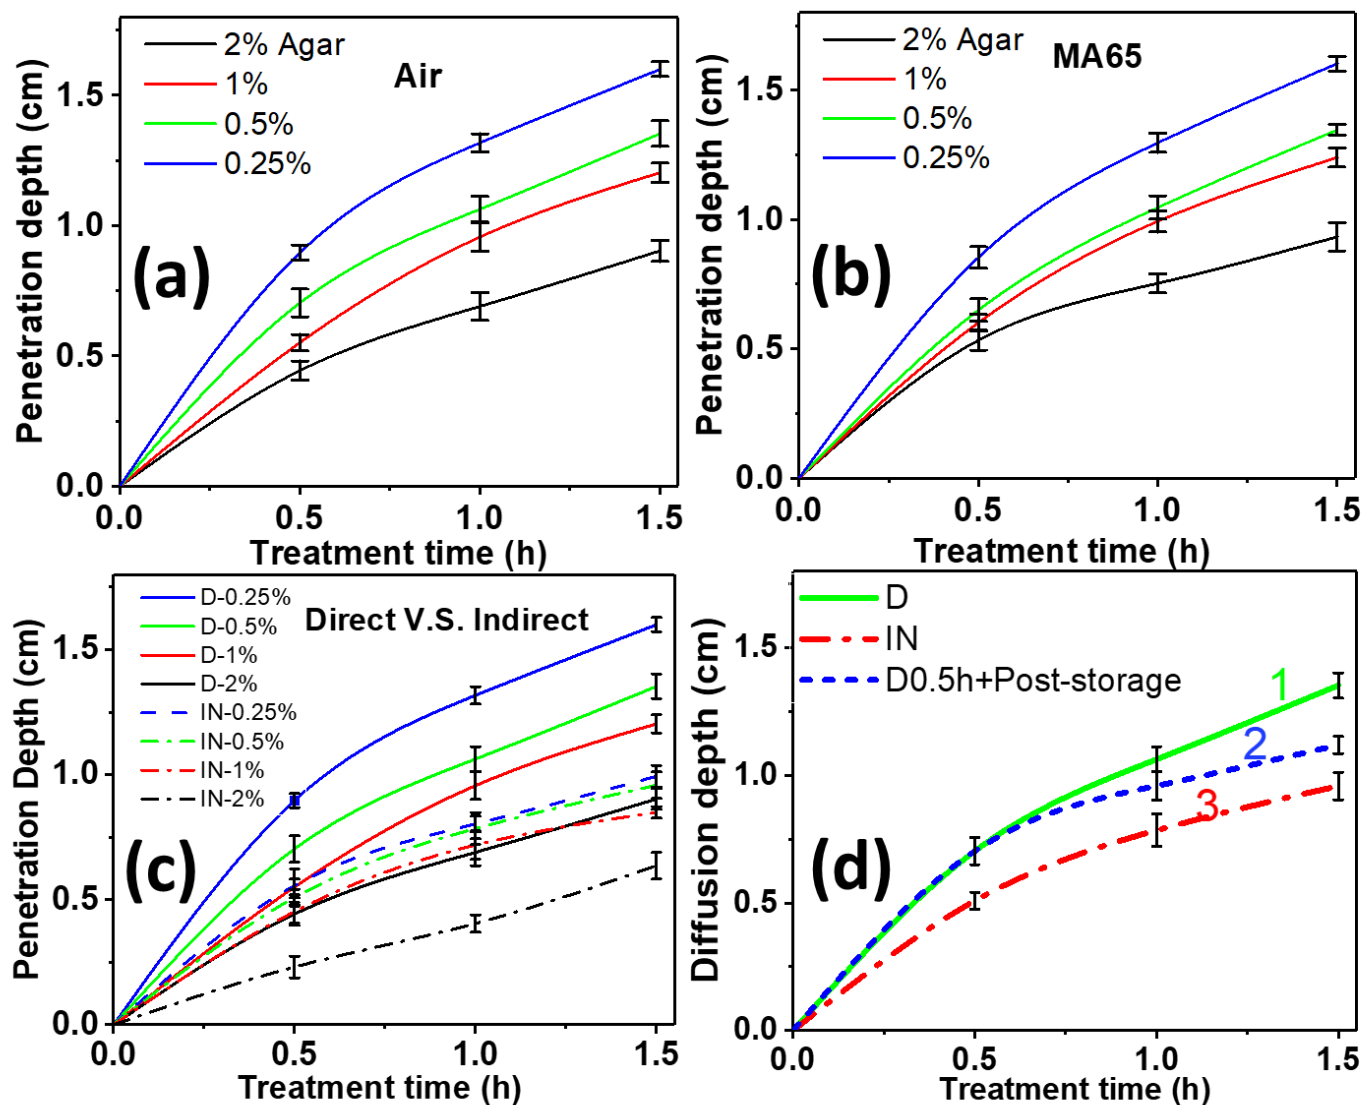 2% Agar
1%
0.5%
0.25%
Air
(a)
Penetration depth (cm)
1.5
1.0
0.5
0.0
0.0 0.5 1.0 1.5
Treatment time (h)
2% Agar
1%
0.5%
0.25%
MA65
(b)
Penetration depth (cm)
1.5
1.0
0.5
0.0
0.0 0.5 1.0 1.5
Treatment time (h)
D-0.25%
D-0.5%
D-1%
D-2%
IN-0.25%
IN-0.5%
IN-1%
IN-2%
Direct V.S. Indirect
(c)
Penetration Depth (cm)
1.5
1.0
0.5
0.0
0.0 0.5 1.0 1.5
Treatment time (h)
D
IN
D0.5h+Post-storage
1
2
3
(d)
Diffusion depth (cm)
1.5
1.0
0.5
0.0
0.0 0.5 1.0 1.5
Treatment time (h)